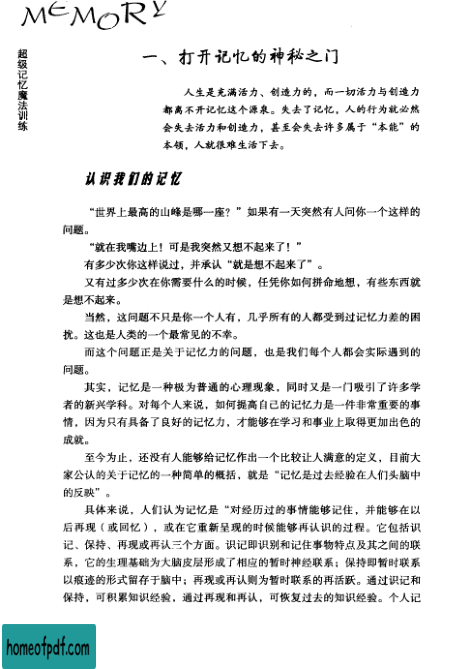 MEMORY
超级记忆魔法训练
一、打开记忆的神秘之门
人生是充满活力、创造力的，而一切活力与创造力
都离不开记忆这个源泉。失去了记忆，人的行为就必然
会失去活力和创造力，甚至会失去许多属于“本能”的
本领，人就很难生活下去。
认识我们的记忆
“世界上最高的山峰是哪一座？”如果有一天突然有人问你一个这样的
问题。
“就在我嘴边上！可是我突然又想不起来了！”
有多少次你这样说过，并承认“就是想不起来了”。
又有过多少次在你需要什么的时候，任凭你如何拼命地想，有些东西就
是想不起来。
当然，这问题不只是你一个人有，几乎所有的人都受到过记忆力差的困
扰。这也是人类的一个最常见的不幸。
而这个问题正是关于记忆力的问题，也是我们每个人都会实际遇到的
问题。
其实，记忆是一种极为普通的心理现象，同时又是一门吸引了许多学
者的新兴学科。对每个人来说，如何提高自己的记忆力是一件非常重要的事
情，因为只有具备了良好的记忆力，才能够在学习和事业上取得更加出色的
成就。
至今为止，还没有人能够给记忆作出一个比较让人满意的定义，目前大
家公认的关于记忆的一种简单的概括，就是“记忆是过去经验在人们头脑中
的反映”。
具体来说，人们认为记忆是“对经历过的事情能够记住，并能够在以
后再现（或回忆），或在它重新呈现的时候能够再认识的过程。它包括识
记、保持、再现或再认三个方面。识记即识别和记住事物特点及其之间的联
系，它的生理基础为大脑皮层形成了相应的暂时神经联系；保持即暂时联系
以痕迹的形式留存于脑中；再现或再认则为暂时联系的再活跃。通过识记和
保持，可积累知识经验，通过再现和再认，可恢复过去的知识经验。个人记
homeofpdf.com